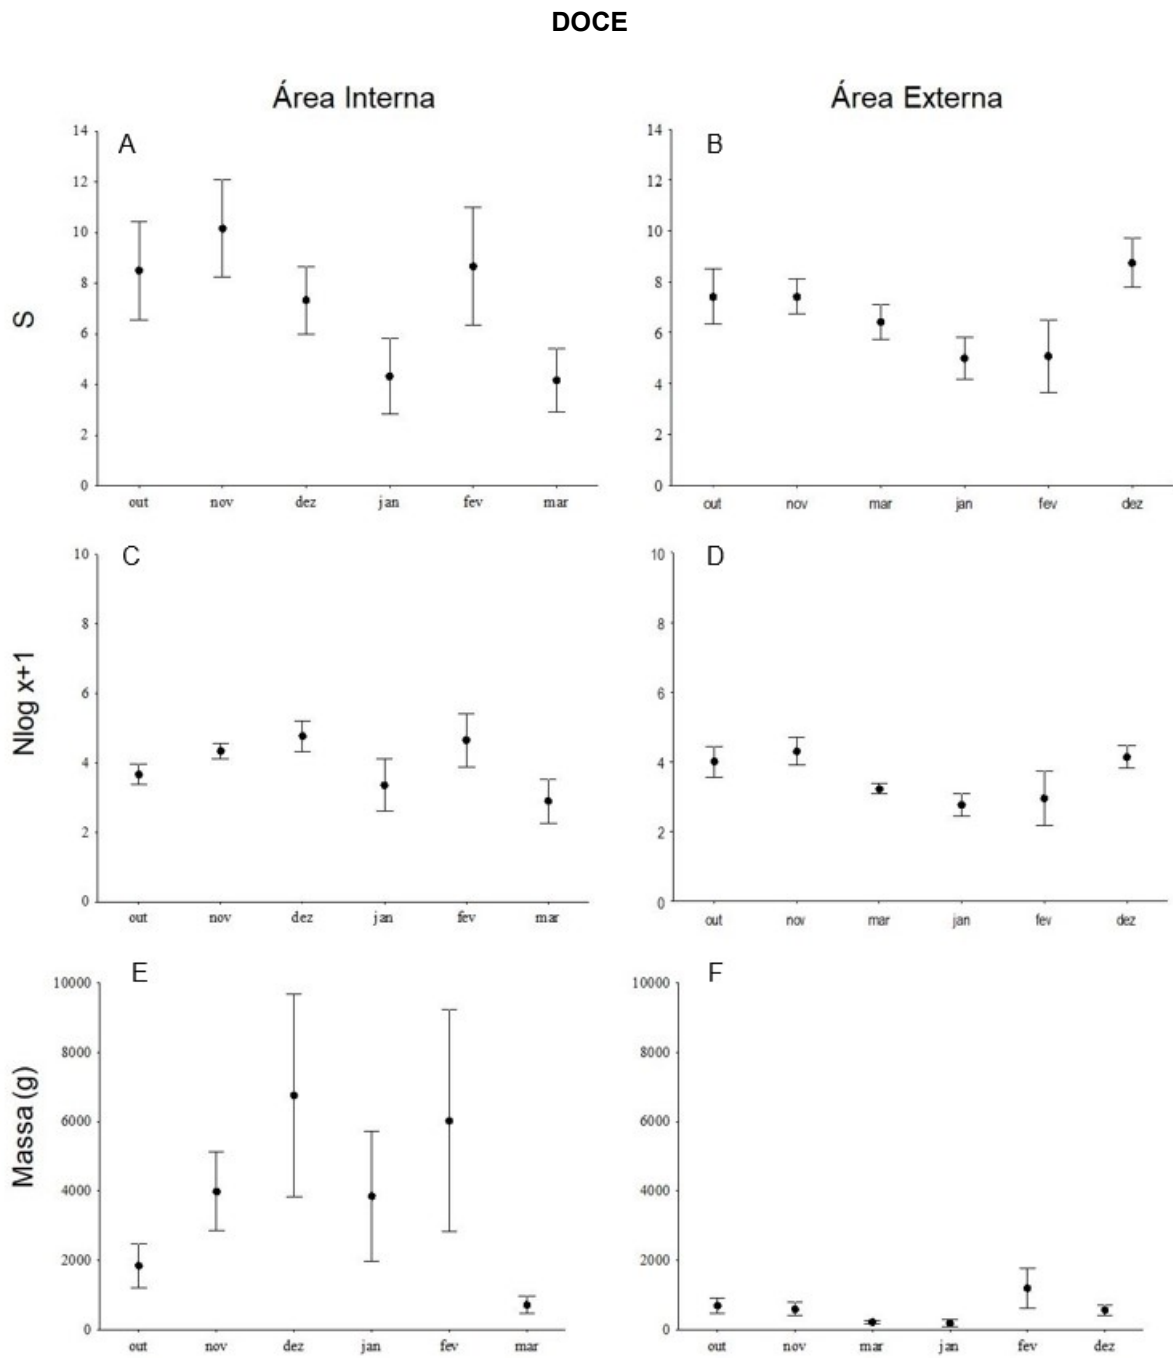 DOCE
Área Interna
Área Externa
A
B
S
14
12
10
8
6
4
2
0
out nov dez jan fev mar
14
12
10
8
6
4
2
0
out nov mar jan fev dez
C
D
Nlog x+1
10
8
6
4
2
0
out nov dez jan fev mar
10
8
6
4
2
0
out nov mar jan fev dez
E
F
Massa (g)
10000
8000
6000
4000
2000
0
out nov dez jan fev mar
10000
8000
6000
4000
2000
0
out nov mar jan fev dez